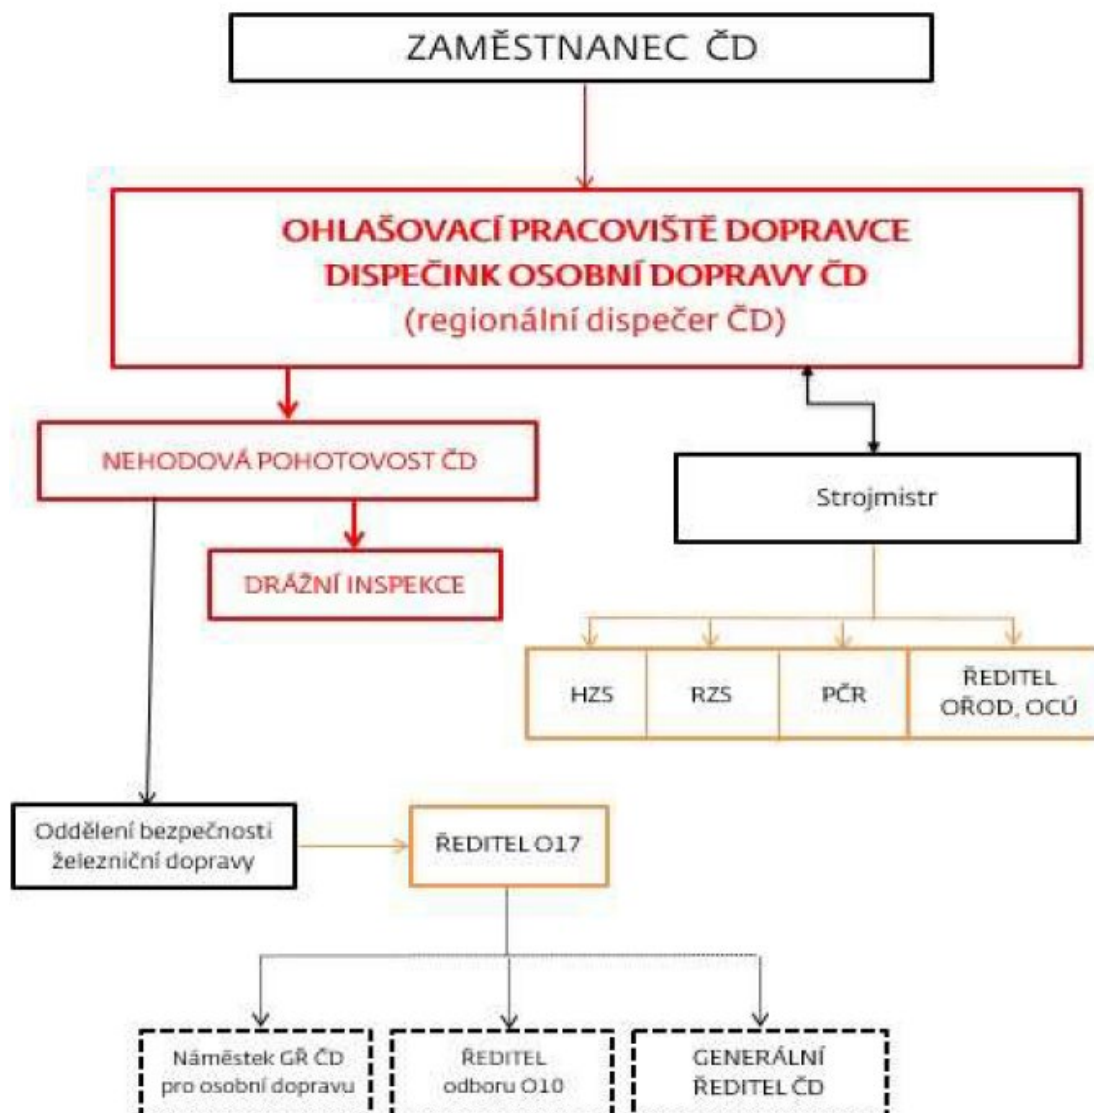 ZAMĚSTNANEC ČD
OHLAŠOVACÍ PRACOVIŠTĚ DOPRAVCE
DISPEČINK OSOBNÍ DOPRAVY ČD
(regionální dispečer ČD)
NEHODOVÁ POHOTOVOST ČD
Strojmistr
DRÁŽNÍ INSPEKCE
HZS
RZS
PČR
ŘEDITEL
OŘOD, OCÚ
Oddělení bezpečnosti
železniční dopravy
ŘEDITEL O17
Náměstek GŘ ČD
pro osobní dopravu
ŘEDITEL
odboru O10
GENERÁLNÍ
ŘEDITEL ČD